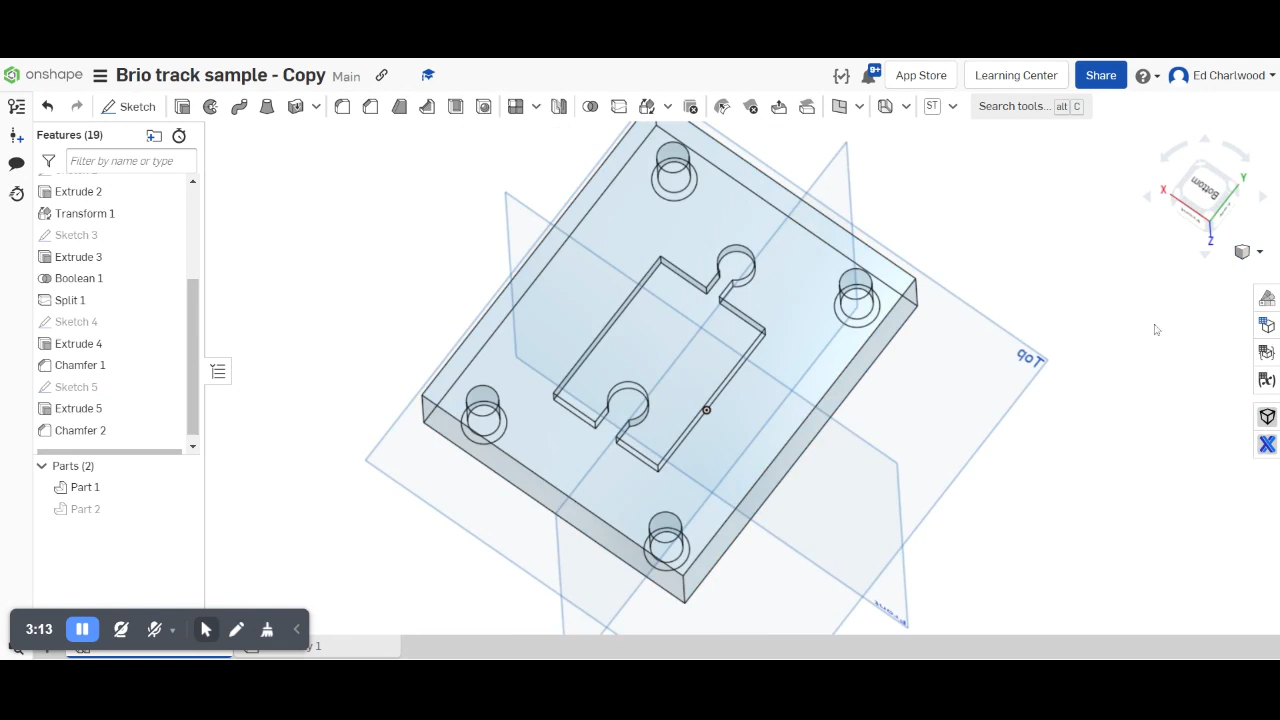 onshape
Brio track sample - Copy Main
9+
App Store
Learning Center
Share
Ed Charlwood
Sketch
ST
Search tools... alt C
Features (19)
Filter by name or type
Extrude 2
Transform 1
Sketch 3
Extrude 3
Boolean 1
Split 1
Sketch 4
Extrude 4
Chamfer 1
Sketch 5
Extrude 5
Chamfer 2
Parts (2)
Part 1
Part 2
Top
Front
Bottom
X
Y
Z
(x)
3:13